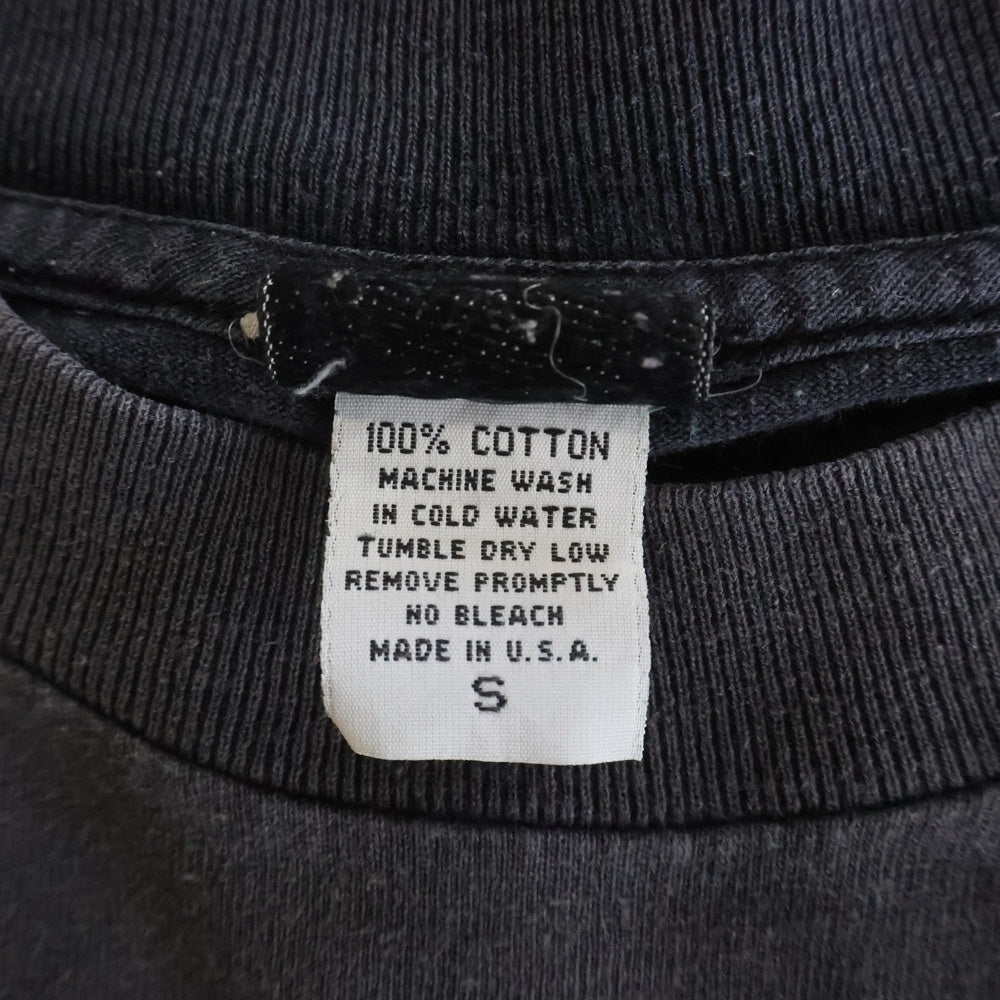 100% COTTON
MACHINE WASH
IN COLD WATER
TUMBLE DRY LOW
REMOVE PROMPTLY
NO BLEACH
MADE IN U.S.A.
S